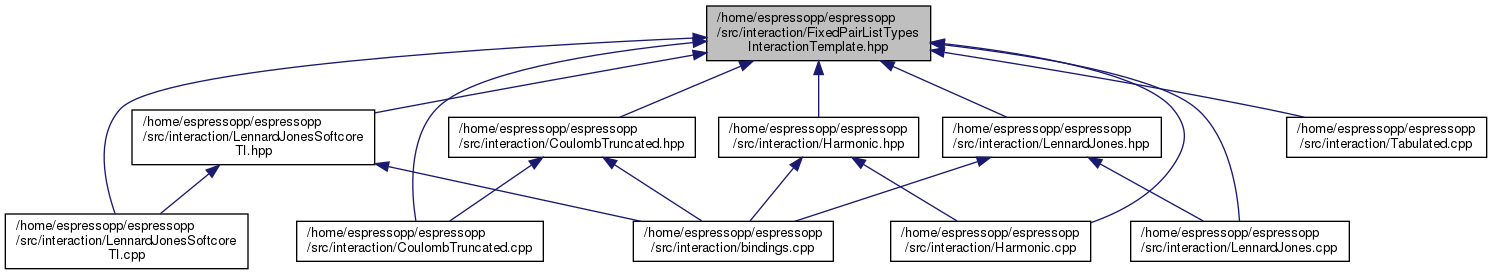 /home/espressopp/espressopp
/src/interaction/FixedPairListTypes
InteractionTemplate.hpp
/home/espressopp/espressopp
/src/interaction/LennardJonesSoftcore
TI.hpp
/home/espressopp/espressopp
/src/interaction/CoulombTruncated.hpp
/home/espressopp/espressopp
/src/interaction/Harmonic.hpp
/home/espressopp/espressopp
/src/interaction/LennardJones.hpp
/home/espressopp/espressopp
/src/interaction/Tabulated.cpp
/home/espressopp/espressopp
/src/interaction/LennardJonesSoftcore
TI.cpp
/home/espressopp/espressopp
/src/interaction/CoulombTruncated.cpp
/home/espressopp/espressopp
/src/interaction/bindings.cpp
/home/espressopp/espressopp
/src/interaction/Harmonic.cpp
/home/espressopp/espressopp
/src/interaction/LennardJones.cpp